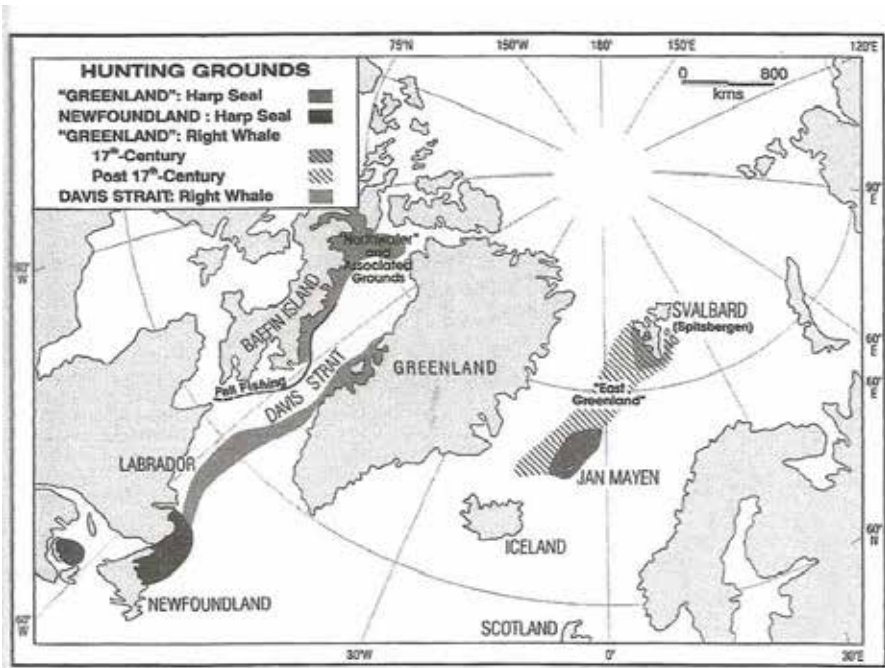 75°N
150°W
180°
150°E
120°E
HUNTING GROUNDS
"GREENLAND": Harp Seal
NEWFOUNDLAND : Harp Seal
"GREENLAND": Right Whale
17th-Century
Post 17th-Century
DAVIS STRAIT: Right Whale
0 800
kms
90°E
"Northwater"
and
Associated
Grounds
BAFFIN ISLAND
SVALBARD
(Spitsbergen)
60°E
60°E
Fall Fishing
DAVIS STRAIT
GREENLAND
"East
Greenland"
LABRADOR
JAN MAYEN
ICELAND
60°N
NEWFOUNDLAND
SCOTLAND
30°W
0°
30°E